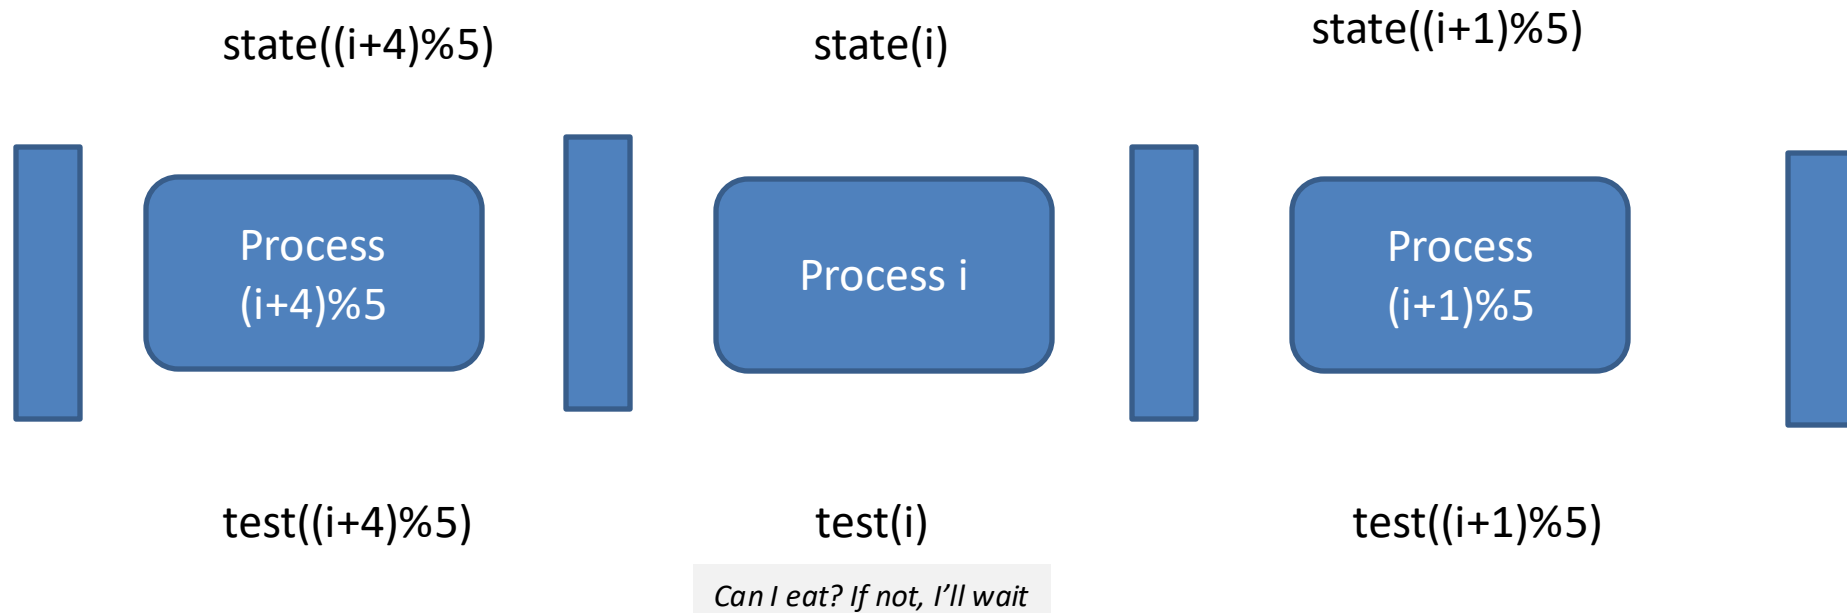 state((i+4)%5)
state(i)
state((i+1)%5)
Process
(i+4)%5
Process i
Process
(i+1)%5
test((i+4)%5)
test(i)
test((i+1)%5)
Can I eat? If not, I’ll wait